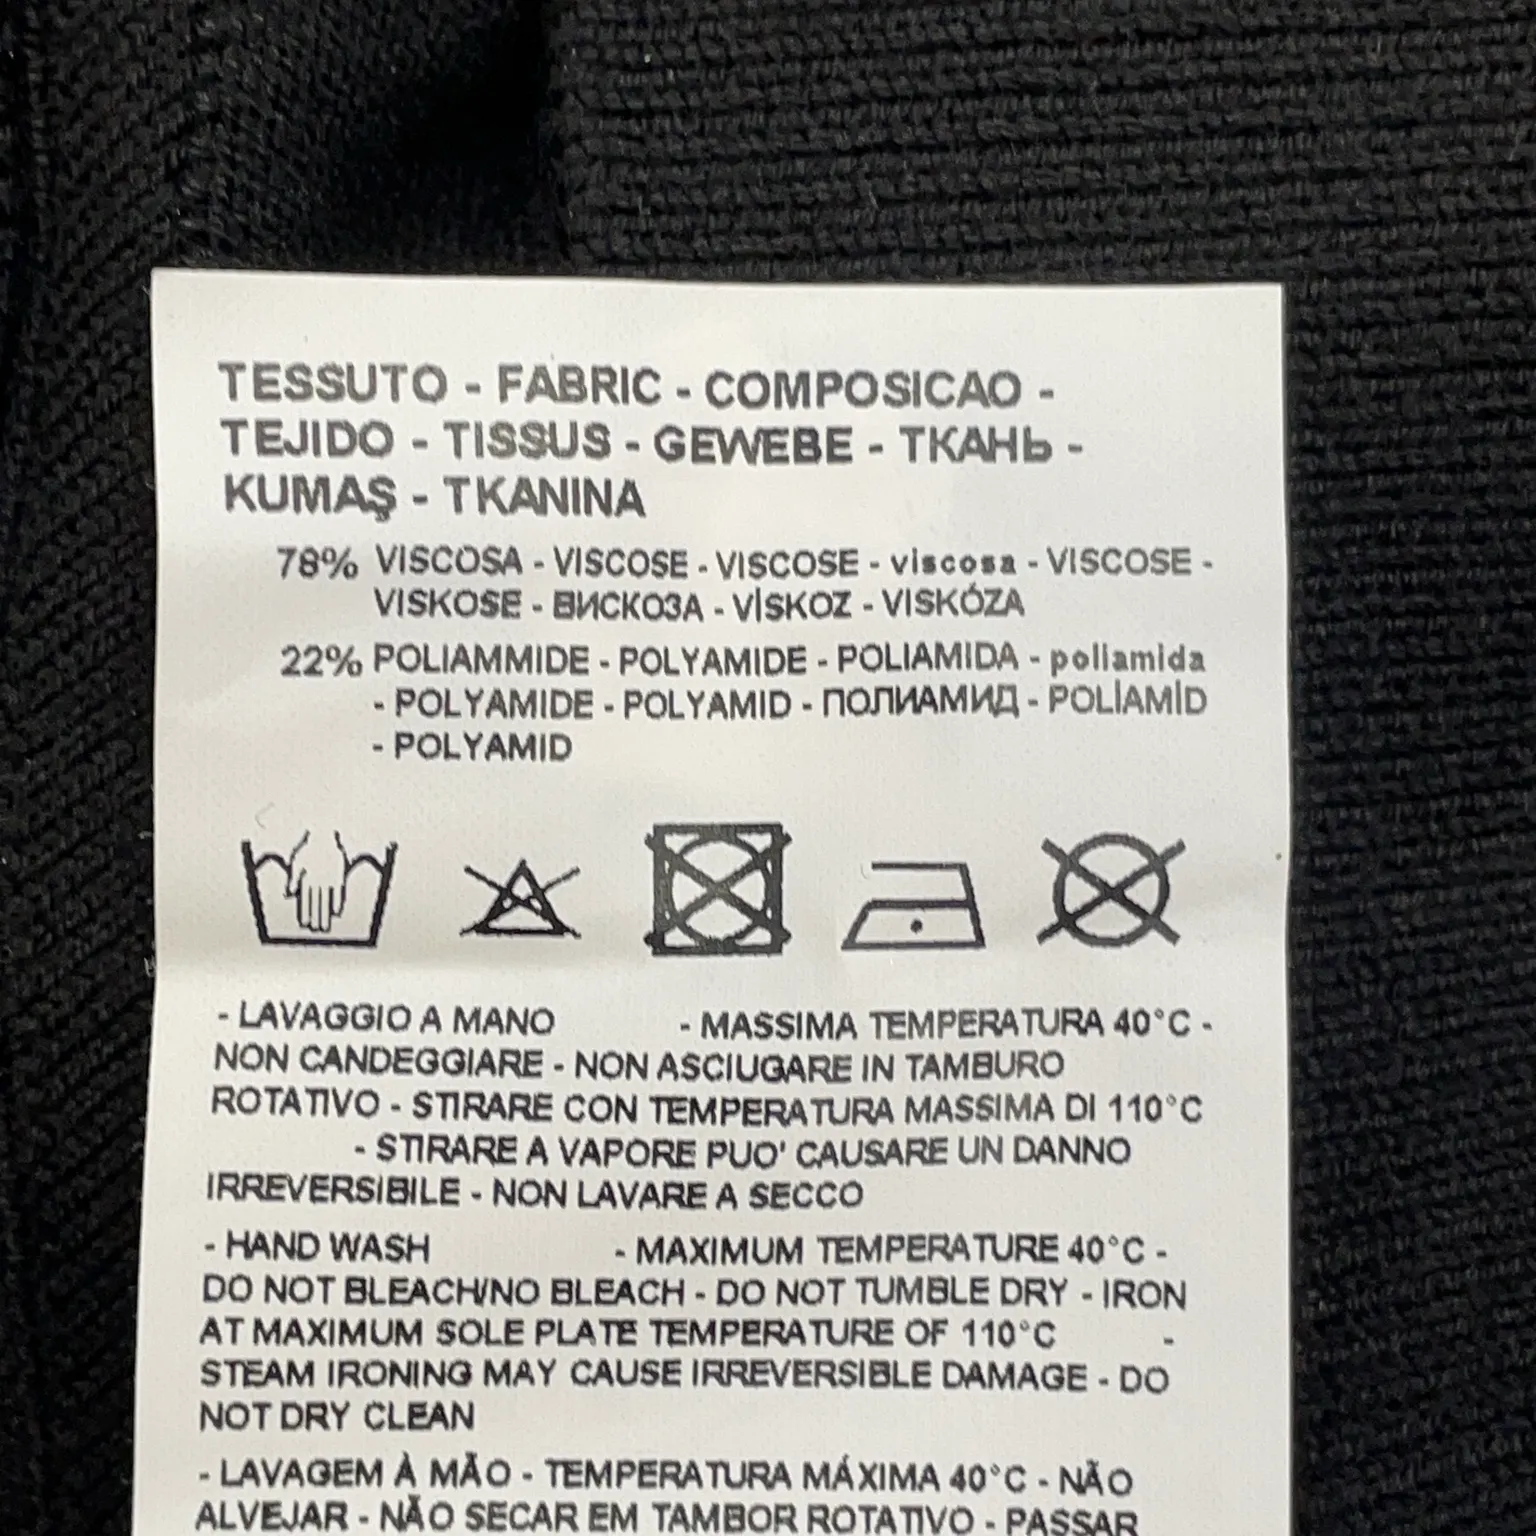 TESSUTO - FABRIC - COMPOSICAO -
TEJIDO - TISSUS - GEWEBE - ТКАНЬ -
KUMAŞ - TKANINA
78% VISCOSA - VISCOSE - VISCOSE - viscosa - VISCOSE -
VISKOSE - ВИСКОЗА - VİSKOZ - VISKÓZA
22% POLIAMMIDE - POLYAMIDE - POLIAMIDA - poliamida
- POLYAMIDE - POLYAMID - ПОЛИАМИД - POLİAMİD
- POLYAMID
- LAVAGGIO A MANO - MASSIMA TEMPERATURA 40°C -
NON CANDEGGIARE - NON ASCIUGARE IN TAMBURO
ROTATIVO - STIRARE CON TEMPERATURA MASSIMA DI 110°C
- STIRARE A VAPORE PUO' CAUSARE UN DANNO
IRREVERSIBILE - NON LAVARE A SECCO
- HAND WASH - MAXIMUM TEMPERATURE 40°C -
DO NOT BLEACH/NO BLEACH - DO NOT TUMBLE DRY - IRON
AT MAXIMUM SOLE PLATE TEMPERATURE OF 110°C -
STEAM IRONING MAY CAUSE IRREVERSIBLE DAMAGE - DO
NOT DRY CLEAN
- LAVAGEM À MÃO - TEMPERATURA MÁXIMA 40°C - NÃO
ALVEJAR - NÃO SECAR EM TAMBOR ROTATIVO - PASSAR